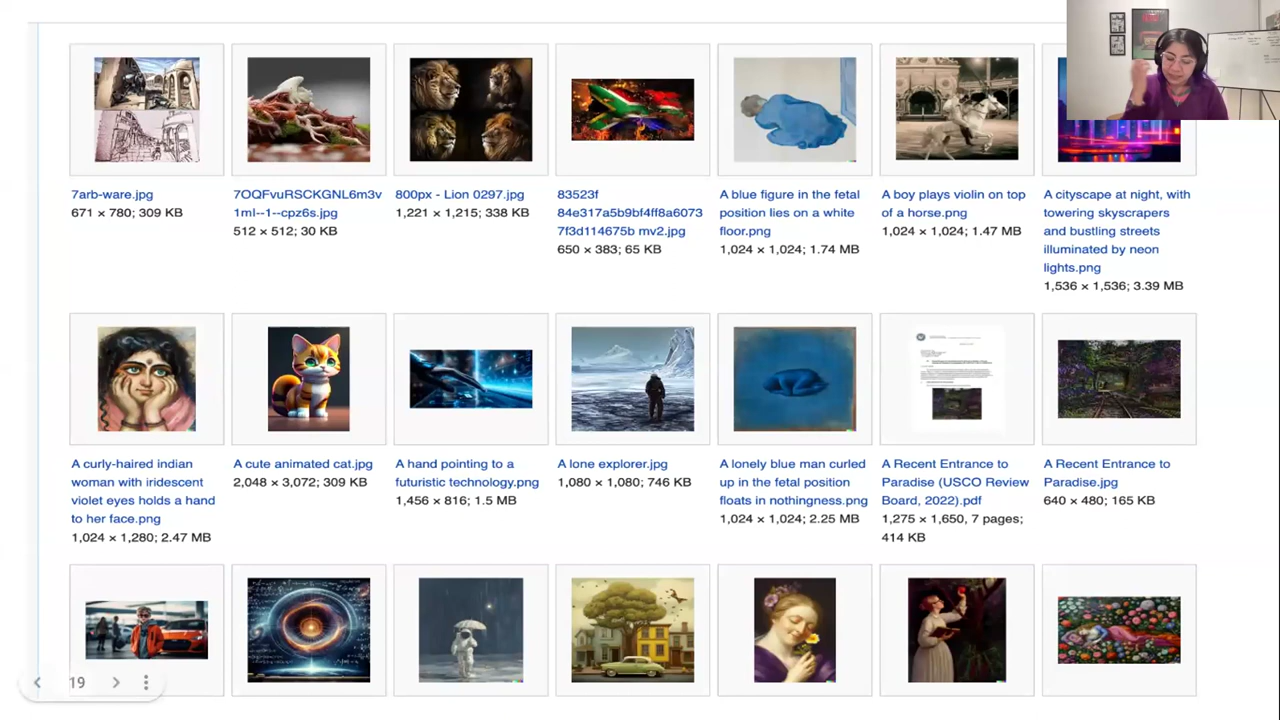 7arb-ware.jpg
671 × 780; 309 KB
7OQFvuRSCKGNL6m3v
1ml--1--cpz6s.jpg
512 × 512; 30 KB
800px - Lion 0297.jpg
1,221 × 1,215; 338 KB
83523f
84e317a5b9bf4ff8a6073
7f3d114675b mv2.jpg
650 × 383; 65 KB
A blue figure in the fetal
position lies on a white
floor.png
1,024 × 1,024; 1.74 MB
A boy plays violin on top
of a horse.png
1,024 × 1,024; 1.47 MB
A cityscape at night, with
towering skyscrapers
and bustling streets
illuminated by neon
lights.png
1,536 × 1,536; 3.39 MB
A curly-haired indian
woman with iridescent
violet eyes holds a hand
to her face.png
1,024 × 1,280; 2.47 MB
A cute animated cat.jpg
2,048 × 3,072; 309 KB
A hand pointing to a
futuristic technology.png
1,456 × 816; 1.5 MB
A lone explorer.jpg
1,080 × 1,080; 746 KB
A lonely blue man curled
up in the fetal position
floats in nothingness.png
1,024 × 1,024; 2.25 MB
A Recent Entrance to
Paradise (USCO Review
Board, 2022).pdf
1,275 × 1,650, 7 pages;
414 KB
A Recent Entrance to
Paradise.jpg
640 × 480; 165 KB
19